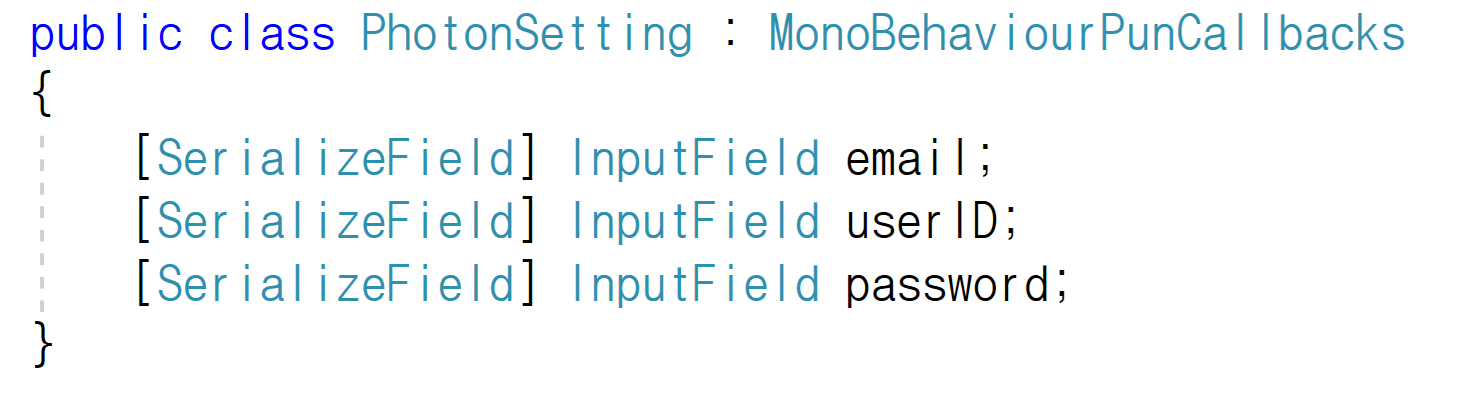 public class PhotonSetting : MonoBehaviourPunCallbacks
{
[SerializeField] InputField email;
[SerializeField] InputField userID;
[SerializeField] InputField password;
}